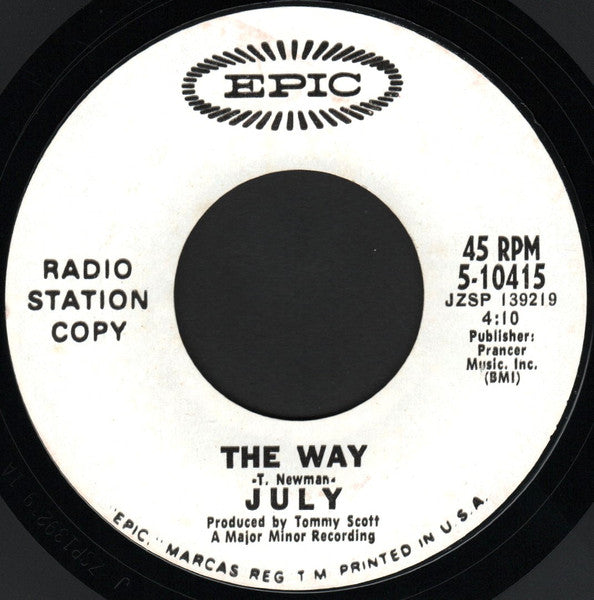 EPIC
RADIO
STATION
COPY
45 RPM
5-10415
JZSP 139219
4:10
Publisher:
Prancer
Music. Inc.
(BMI)
THE WAY
-T. Newman-
JULY
Produced by Tommy Scott
A Major Minor Recording
"EPIC," MARCAS REG T M PRINTED IN U.S.A.